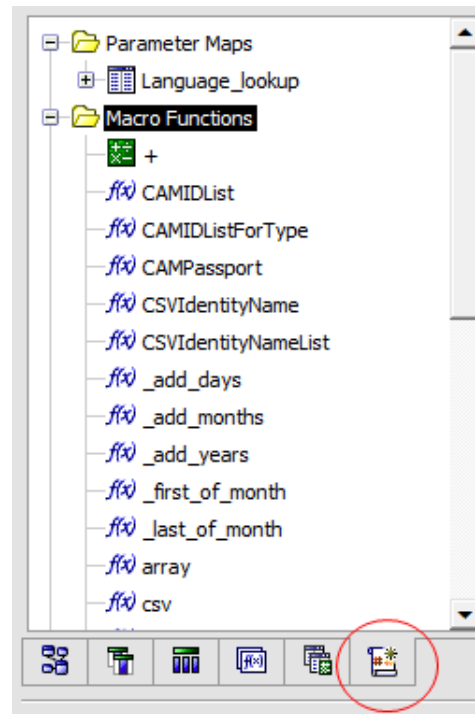 Parameter Maps
Language_lookup
Macro Functions
+
f(x) CAMIDList
f(x) CAMIDListForType
f(x) CAMPassport
f(x) CSVIdentityName
f(x) CSVIdentityNameList
f(x) _add_days
f(x) _add_months
f(x) _add_years
f(x) _first_of_month
f(x) _last_of_month
f(x) array
f(x) csv